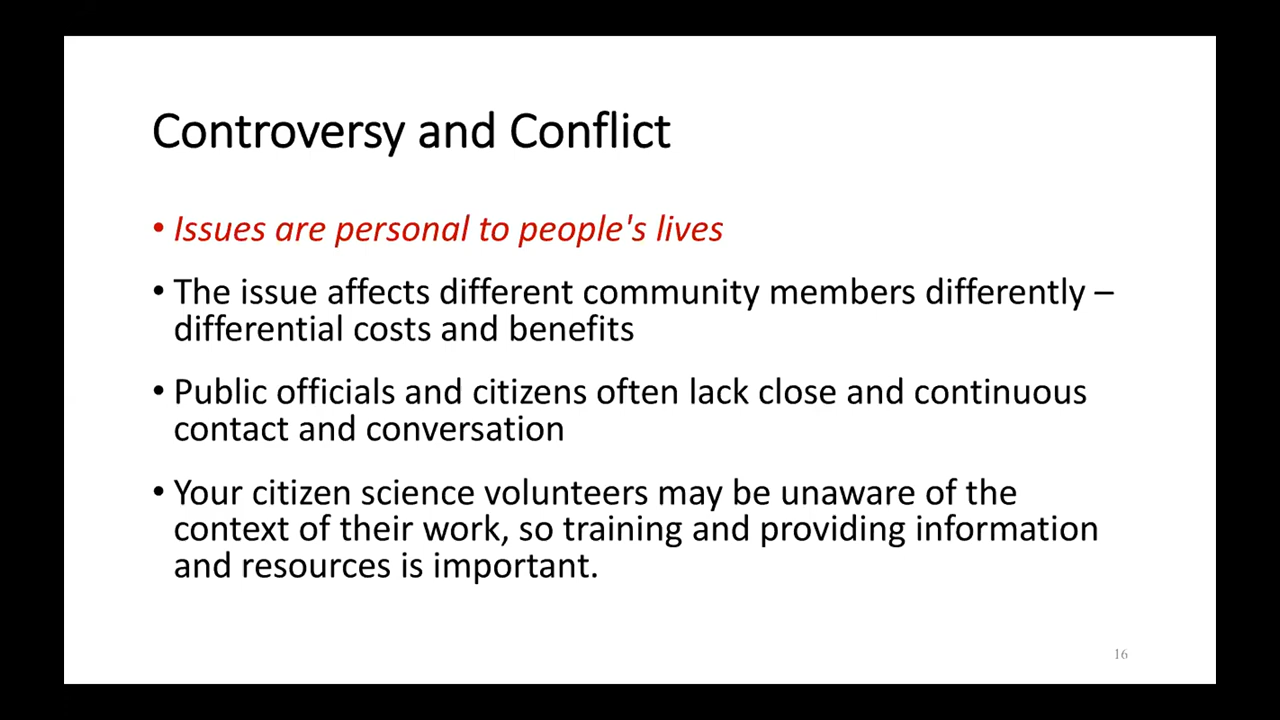 Controversy and Conflict
• Issues are personal to people's lives
• The issue affects different community members differently –
differential costs and benefits
• Public officials and citizens often lack close and continuous
contact and conversation
• Your citizen science volunteers may be unaware of the
context of their work, so training and providing information
and resources is important.
16